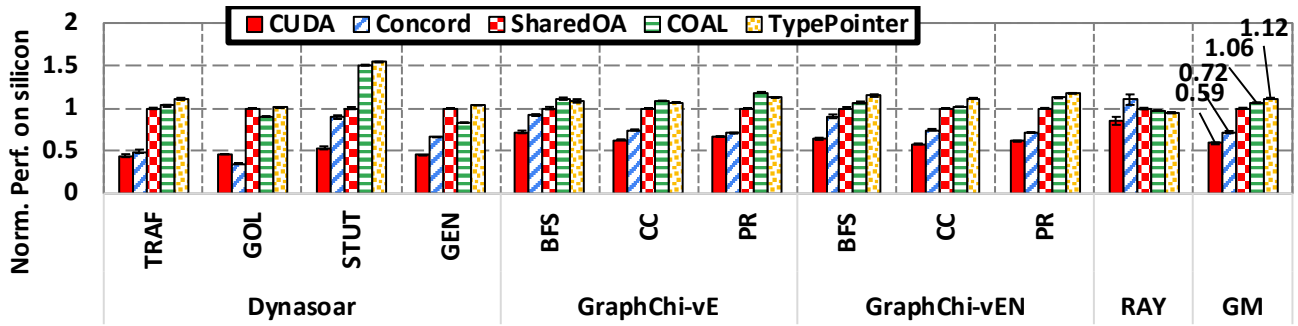 CUDA Concord SharedOA COAL TypePointer
Norm. Perf. on silicon
2
1.5
1
0.5
0
0.59
0.72
1.06
1.12
TRAF GOL STUT GEN BFS CC PR BFS CC PR
Dynasoar GraphChi-vE GraphChi-vEN RAY GM